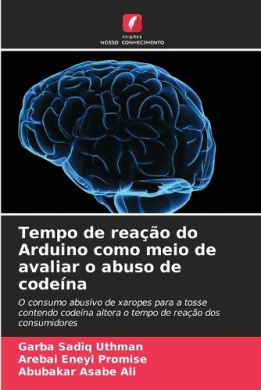 edições
NOSSO CONHECIMENTO
Tempo de reação do
Arduino como meio de
avaliar o abuso de
codeína
O consumo abusivo de xaropes para a tosse
contendo codeína altera o tempo de reação dos
consumidores
Garba Sadiq Uthman
Arebai Eneyi Promise
Abubakar Asabe Ali